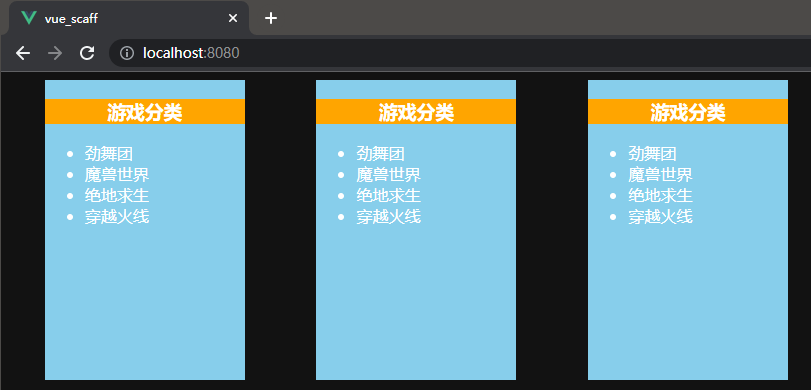 vue_scaff
localhost:8080
游戏分类
劲舞团
魔兽世界
绝地求生
穿越火线
游戏分类
劲舞团
魔兽世界
绝地求生
穿越火线
游戏分类
劲舞团
魔兽世界
绝地求生
穿越火线